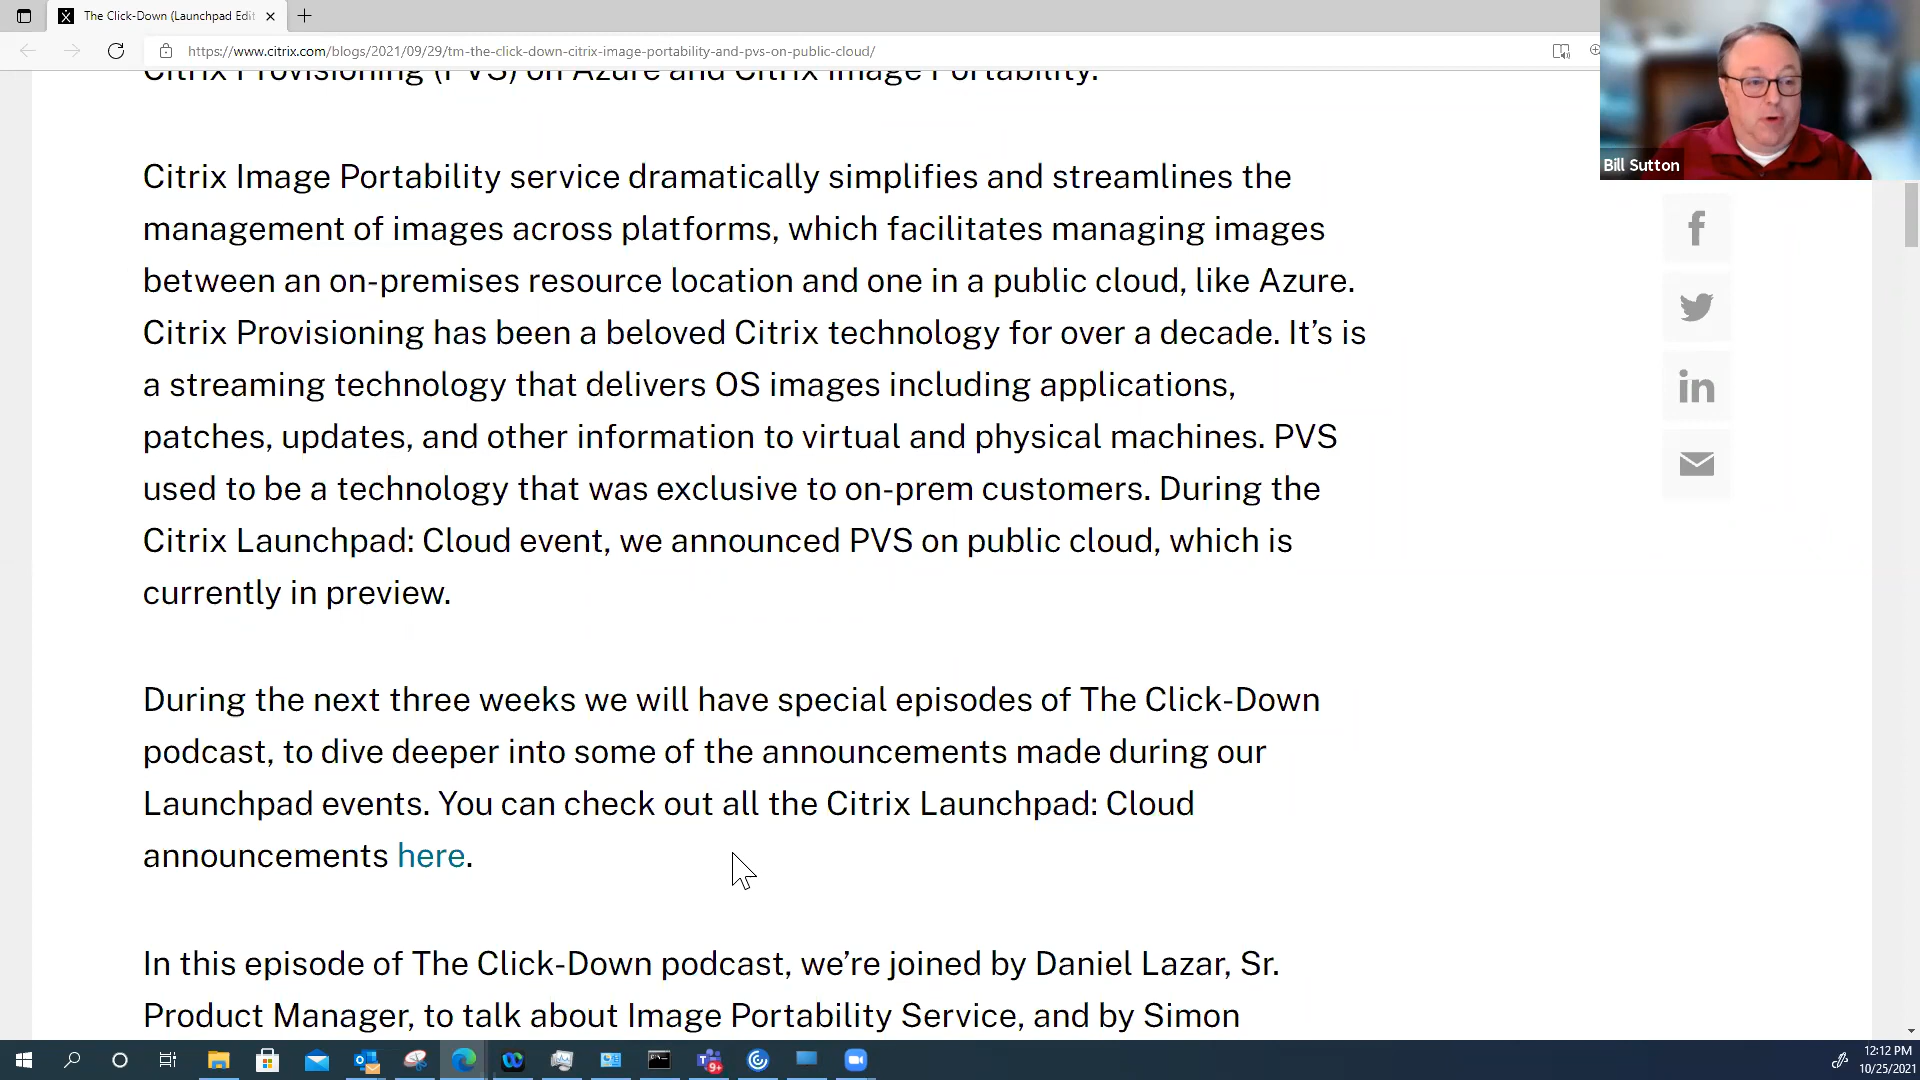 The Click-Down (Launchpad Edit
https://www.citrix.com/blogs/2021/09/29/tm-the-click-down-citrix-image-portability-and-pvs-on-public-cloud/
Citrix Provisioning (PVS) on Azure and Citrix Image Portability.
Bill Sutton
Citrix Image Portability service dramatically simplifies and streamlines the
management of images across platforms, which facilitates managing images
between an on-premises resource location and one in a public cloud, like Azure.
Citrix Provisioning has been a beloved Citrix technology for over a decade. It’s is
a streaming technology that delivers OS images including applications,
patches, updates, and other information to virtual and physical machines. PVS
used to be a technology that was exclusive to on-prem customers. During the
Citrix Launchpad: Cloud event, we announced PVS on public cloud, which is
currently in preview.
During the next three weeks we will have special episodes of The Click-Down
podcast, to dive deeper into some of the announcements made during our
Launchpad events. You can check out all the Citrix Launchpad: Cloud
announcements here.
In this episode of The Click-Down podcast, we’re joined by Daniel Lazar, Sr.
Product Manager, to talk about Image Portability Service, and by Simon
9+
12:12 PM
10/25/2021